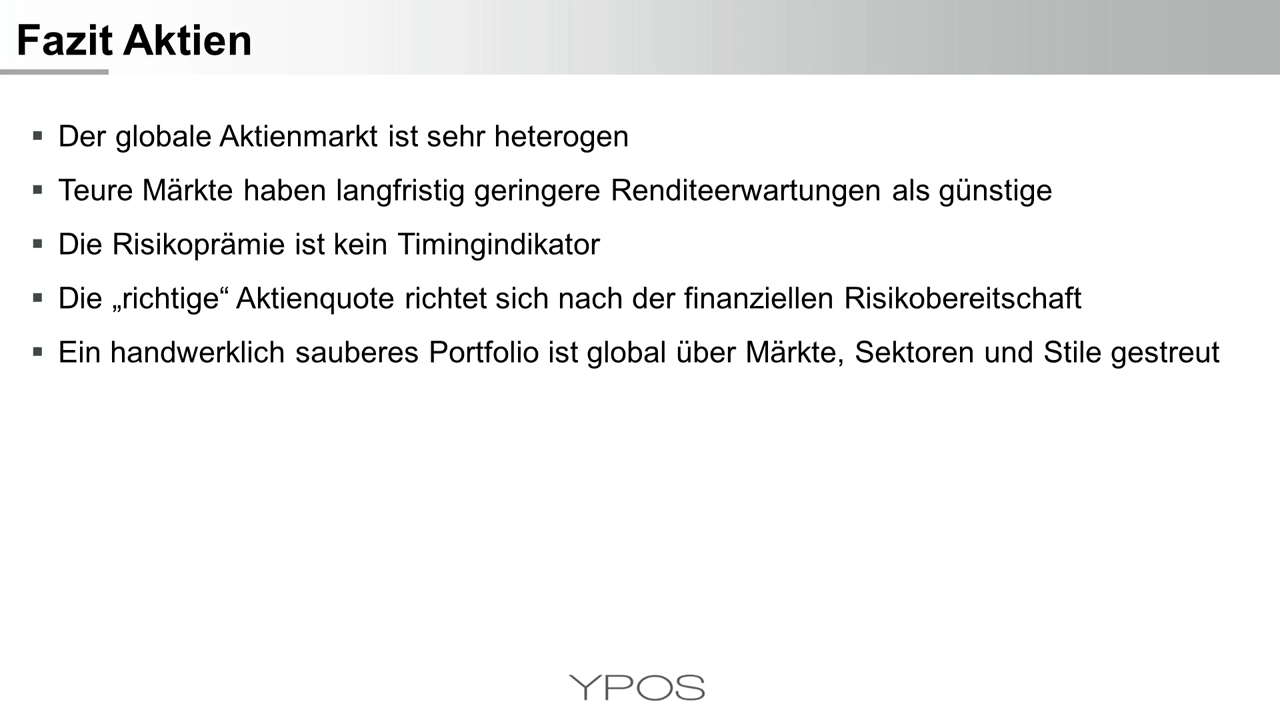 Fazit Aktien
▪ Der globale Aktienmarkt ist sehr heterogen
▪ Teure Märkte haben langfristig geringere Renditeerwartungen als günstige
▪ Die Risikoprämie ist kein Timingindikator
▪ Die „richtige“ Aktienquote richtet sich nach der finanziellen Risikobereitschaft
▪ Ein handwerklich sauberes Portfolio ist global über Märkte, Sektoren und Stile gestreut
YPOS